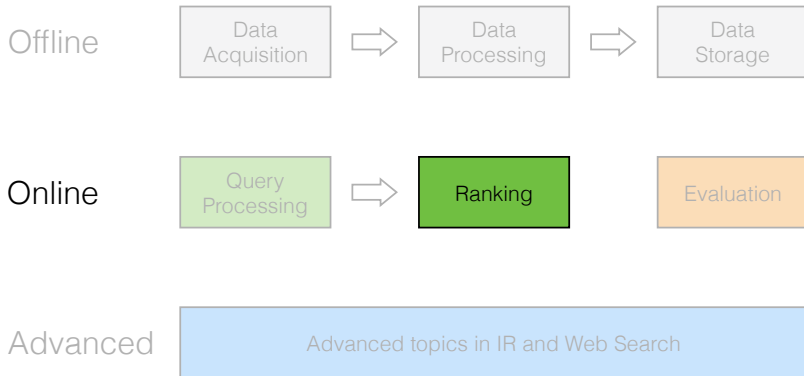 Offline
Data
Acquisition
Data
Processing
Data
Storage
Online
Query
Processing
Ranking
Evaluation
Advanced
Advanced topics in IR and Web Search